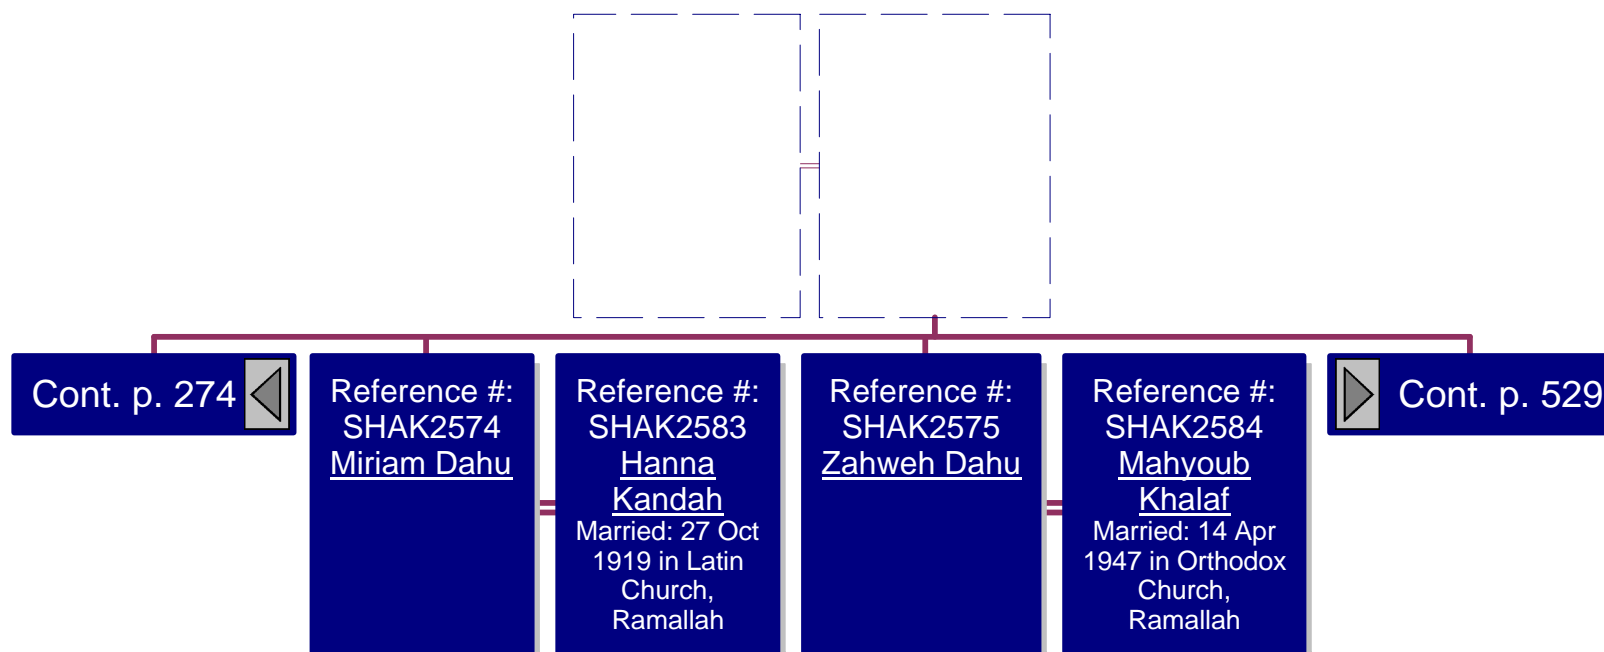 Cont. p. 274
Reference #:
SHAK2574
Miriam Dahu
Reference #:
SHAK2583
Hanna
Kandah
Married: 27 Oct
1919 in Latin
Church,
Ramallah
Reference #:
SHAK2575
Zahweh Dahu
Reference #:
SHAK2584
Mahyoub
Khalaf
Married: 14 Apr
1947 in Orthodox
Church,
Ramallah
Cont. p. 529